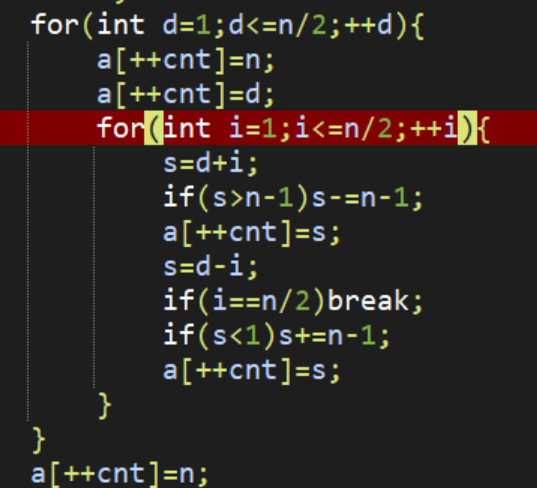 for(int d=1;d<=n/2;++d){
    a[++cnt]=n;
    a[++cnt]=d;
    for(int i=1;i<=n/2;++i){
        s=d+i;
        if(s>n-1)s-=n-1;
        a[++cnt]=s;
        s=d-i;
        if(i==n/2)break;
        if(s<1)s+=n-1;
        a[++cnt]=s;
    }
}
a[++cnt]=n;